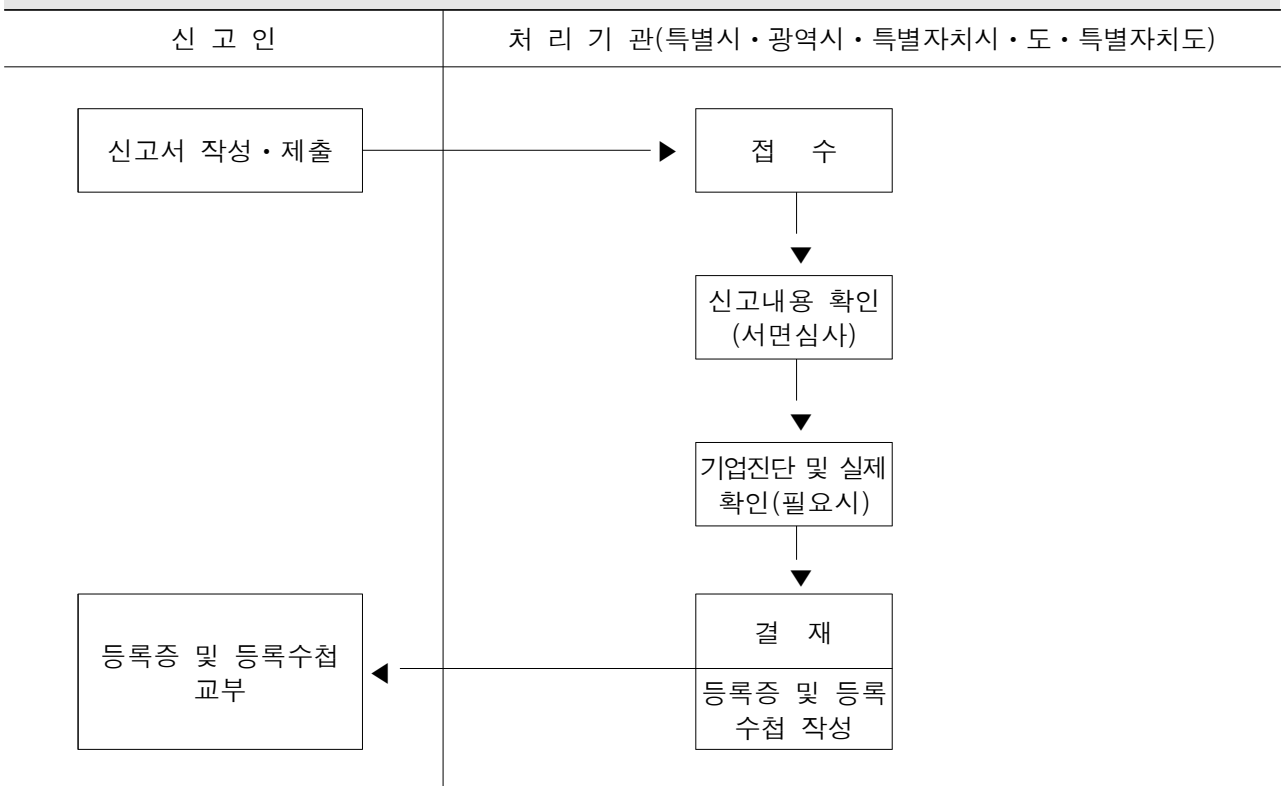 신 고 인
처 리 기 관(특별시・광역시・특별자치시・도・특별자치도)
신고서 작성・제출
접 수
신고내용 확인
(서면심사)
기업진단 및 실제
확인(필요시)
결 재
등록증 및 등록수첩
교부
등록증 및 등록
수첩 작성